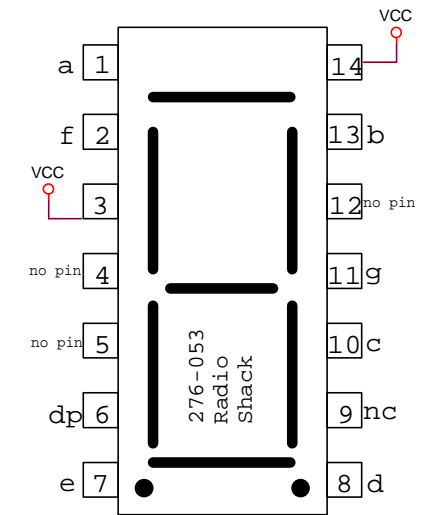 VCC
a 1
14
f 2
13 b
VCC
3
12 no pin
no pin 4
11 g
no pin 5
10 c
276-053
Radio
Shack
dp 6
9 nc
e 7
8 d